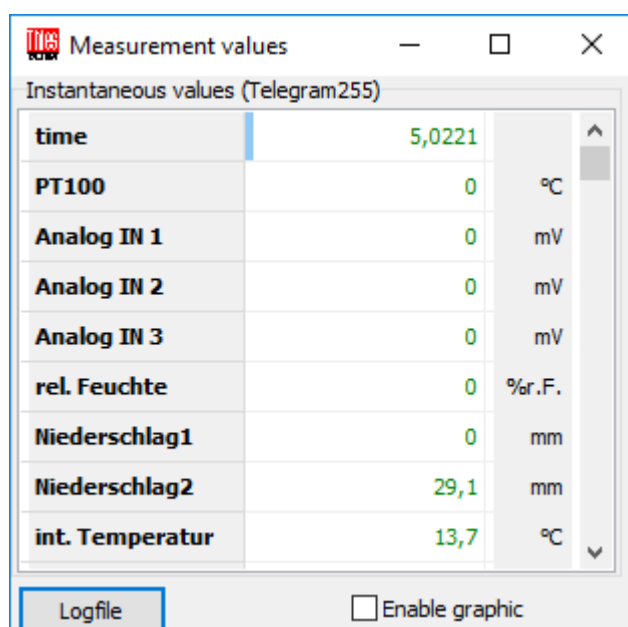 Measurement values
Instantaneous values (Telegram255)
time 5,0221
PT100 0 °C
Analog IN 1 0 mV
Analog IN 2 0 mV
Analog IN 3 0 mV
rel. Feuchte 0 %r.F.
Niederschlag1 0 mm
Niederschlag2 29,1 mm
int. Temperatur 13,7 °C
Logfile Enable graphic